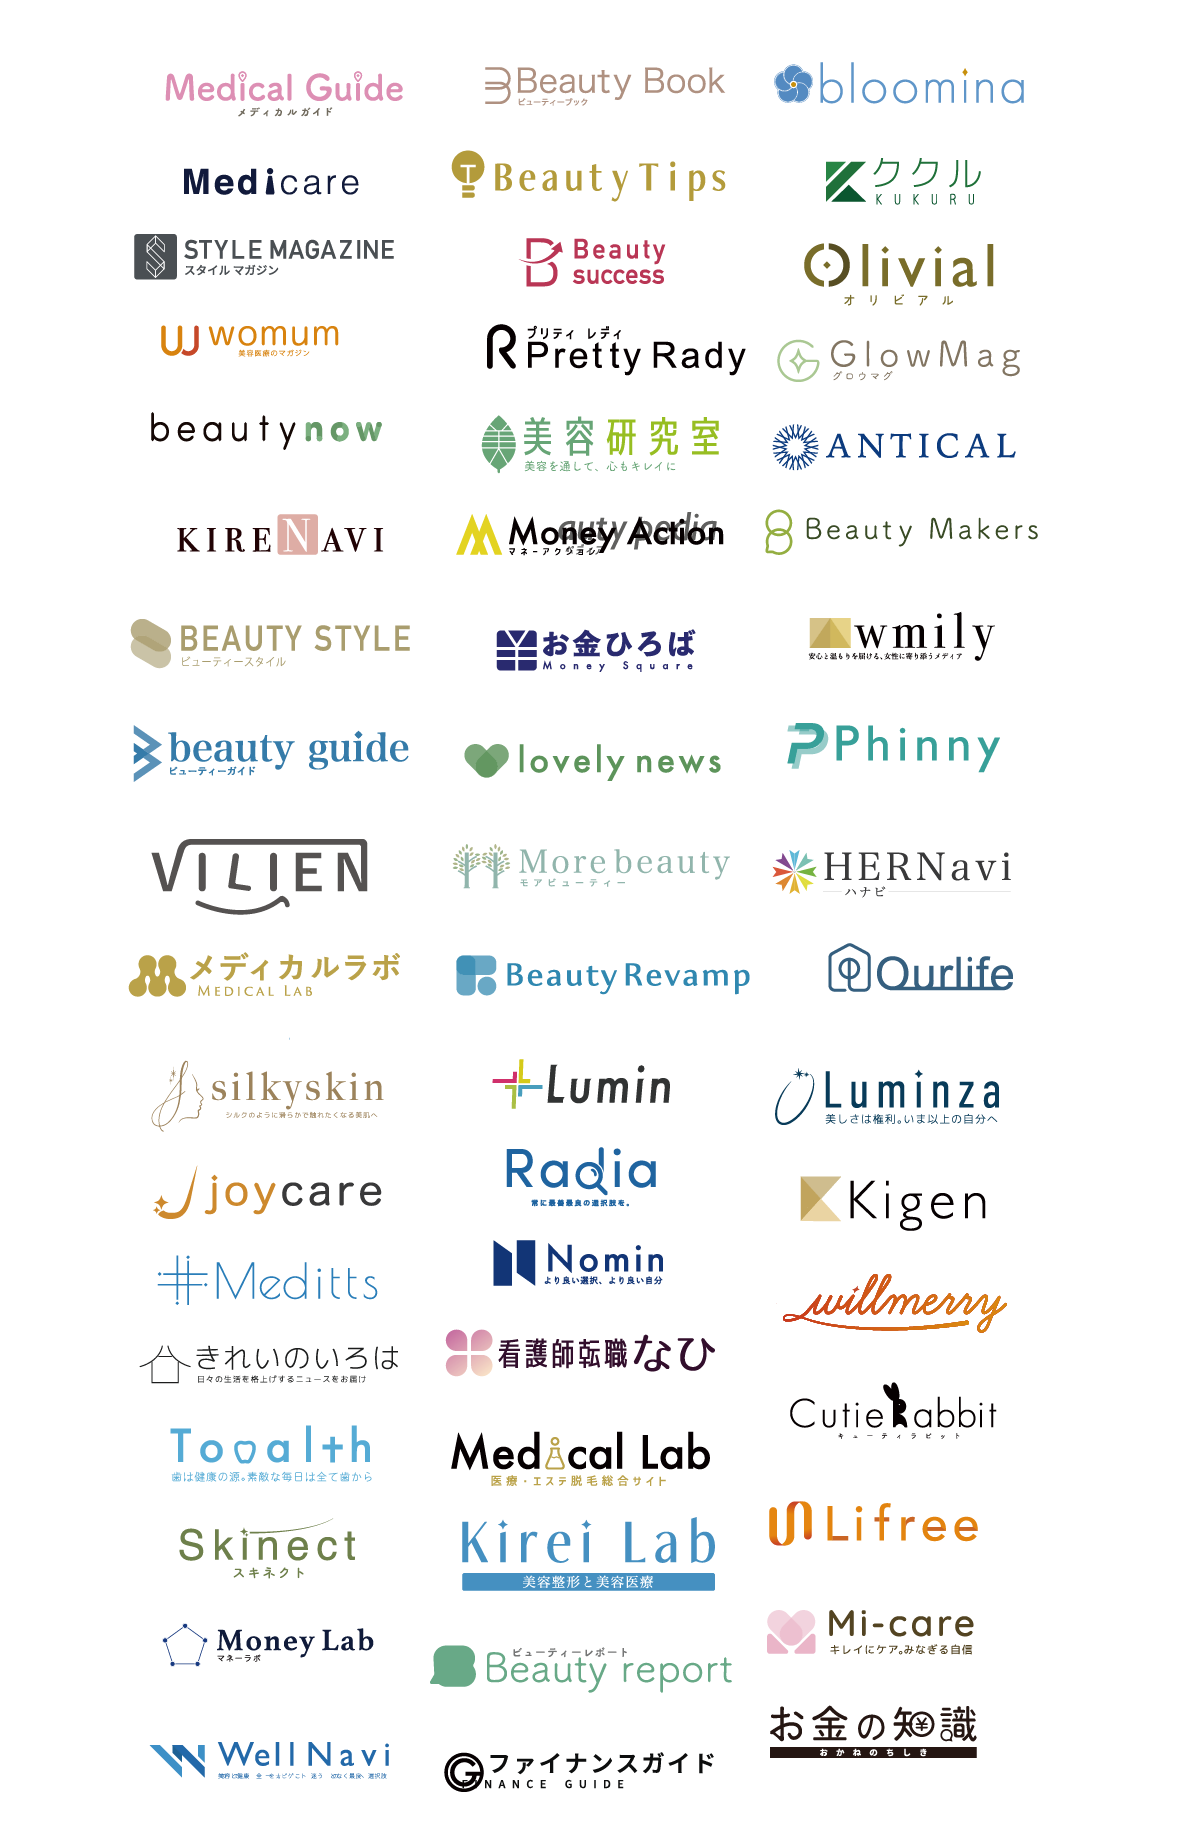 Medical Guide
メディカルガイド
Beauty Book
ビューティーブック
bloomina
Medicare
Beauty Tips
ククル
KUKURU
STYLE MAGAZINE
スタイル マガジン
Beauty
success
Olivial
オリビアル
womum
美容医療のマガジン
プリティ レディ
Pretty Rady
GlowMag
グロウマグ
beautynow
美容研究室
美容を通して、心もキレイに
ANTICAL
KIRENAVI
Money Action
マネーアクション
auty pedia
Beauty Makers
BEAUTY STYLE
ビューティースタイル
お金ひろば
Money Square
wmily
安心と温もりを届ける、女性に寄り添うメディア
beauty guide
ビューティーガイド
lovely news
Phinny
VILIEN
More beauty
モアビューティー
HERNavi
ハナビ
メディカルラボ
MEDICAL LAB
Beauty Revamp
Ourlife
silkyskin
シルクのように滑らかで触れたくなる美肌へ
Lumin
Luminza
美しさは権利。いま以上の自分へ
joycare
Radia
常に最善最良の選択肢を。
Kigen
Meditts
Nomin
より良い選択、より良い自分
willmerry
きれいのいろは
日々の生活を格上げするニュースをお届け
看護師転職なび
CutieRabbit
キューティラビット
Tooalth
歯は健康の源。素敵な毎日は全て歯から
Medical Lab
医療・エステ脱毛総合サイト
Skinect
スキネクト
Kirei Lab
美容整形と美容医療
Lifree
Money Lab
マネーラボ
ビューティーレポート
Beauty report
Mi-care
キレイにケア。みなぎる自信
Well Navi
ファイナンスガイド
FINANCE GUIDE
お金の知識
おかねのちしき